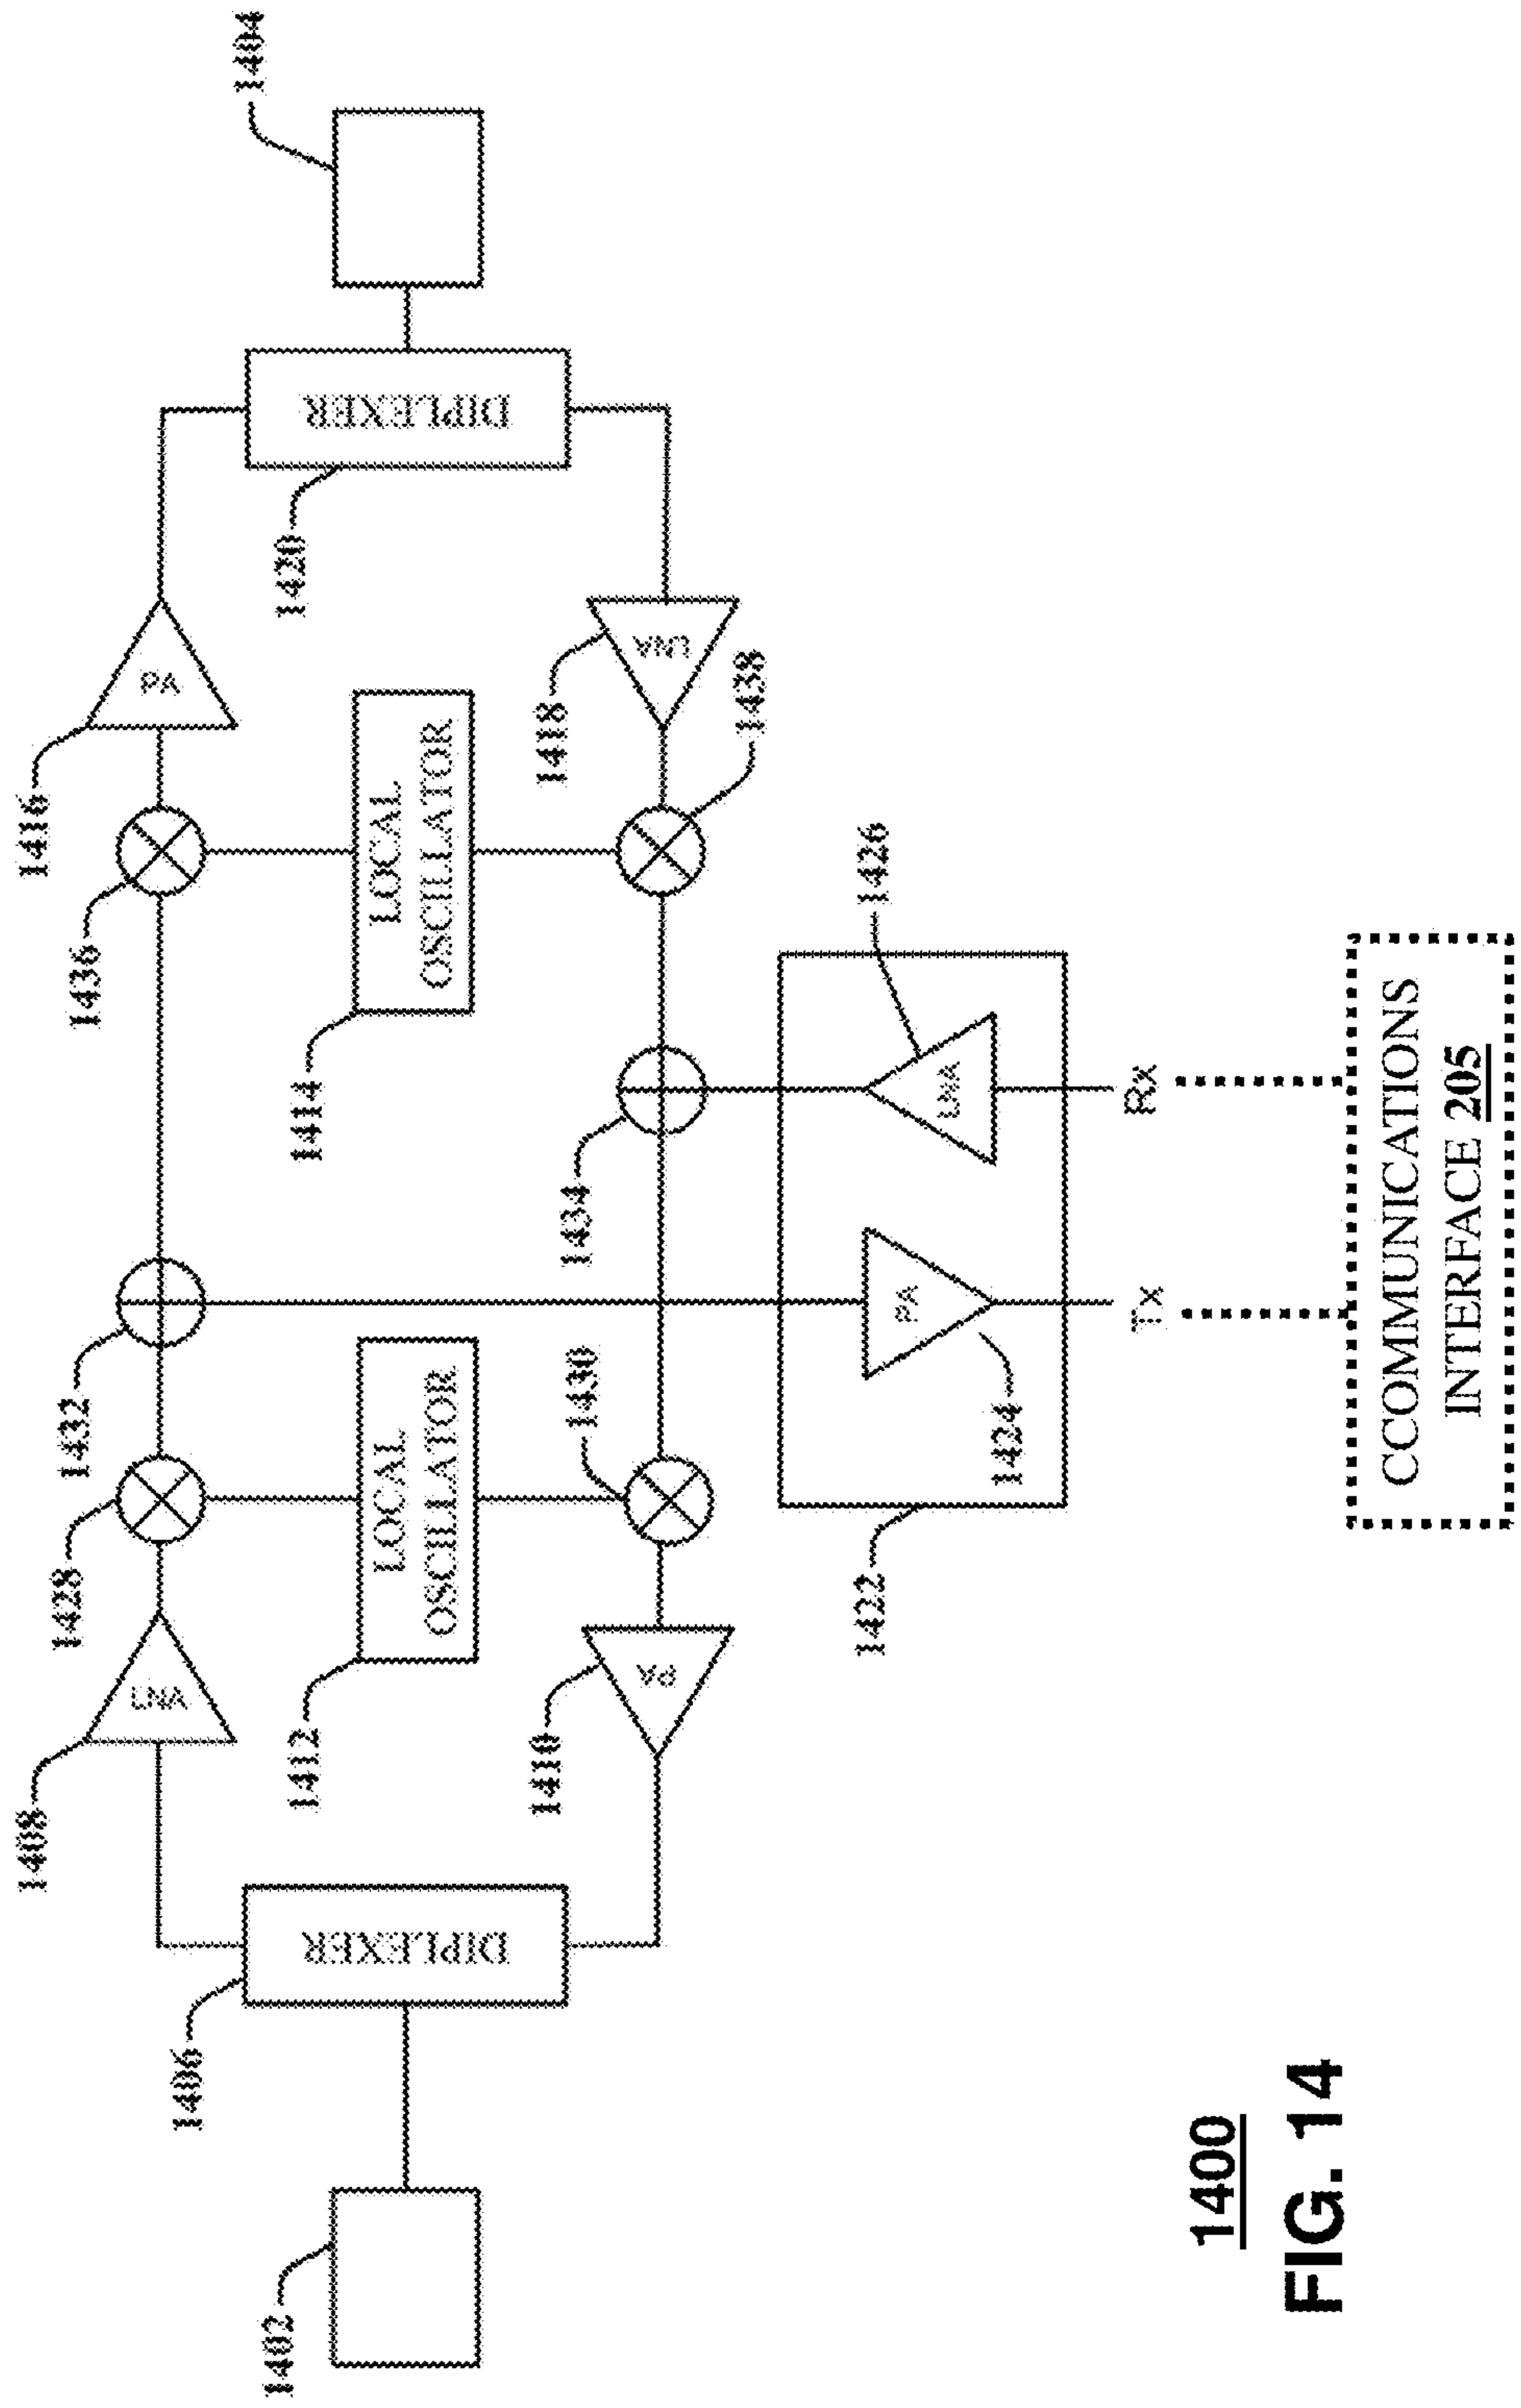 1404
1416
1436
1420
DIPLEXER
PA
1418
LNA
1438
LOCAL
OSCILLATOR
1414
1426
1434
LNA
Rx
1432
1428
LOCAL
OSCILLATOR
1430
PA
Tx
1424
1422
CCOMMUNICATIONS
INTERFACE 205
1408
LNA
1412
1410
PA
1406
DIPLEXER
1402
1400
FIG. 14